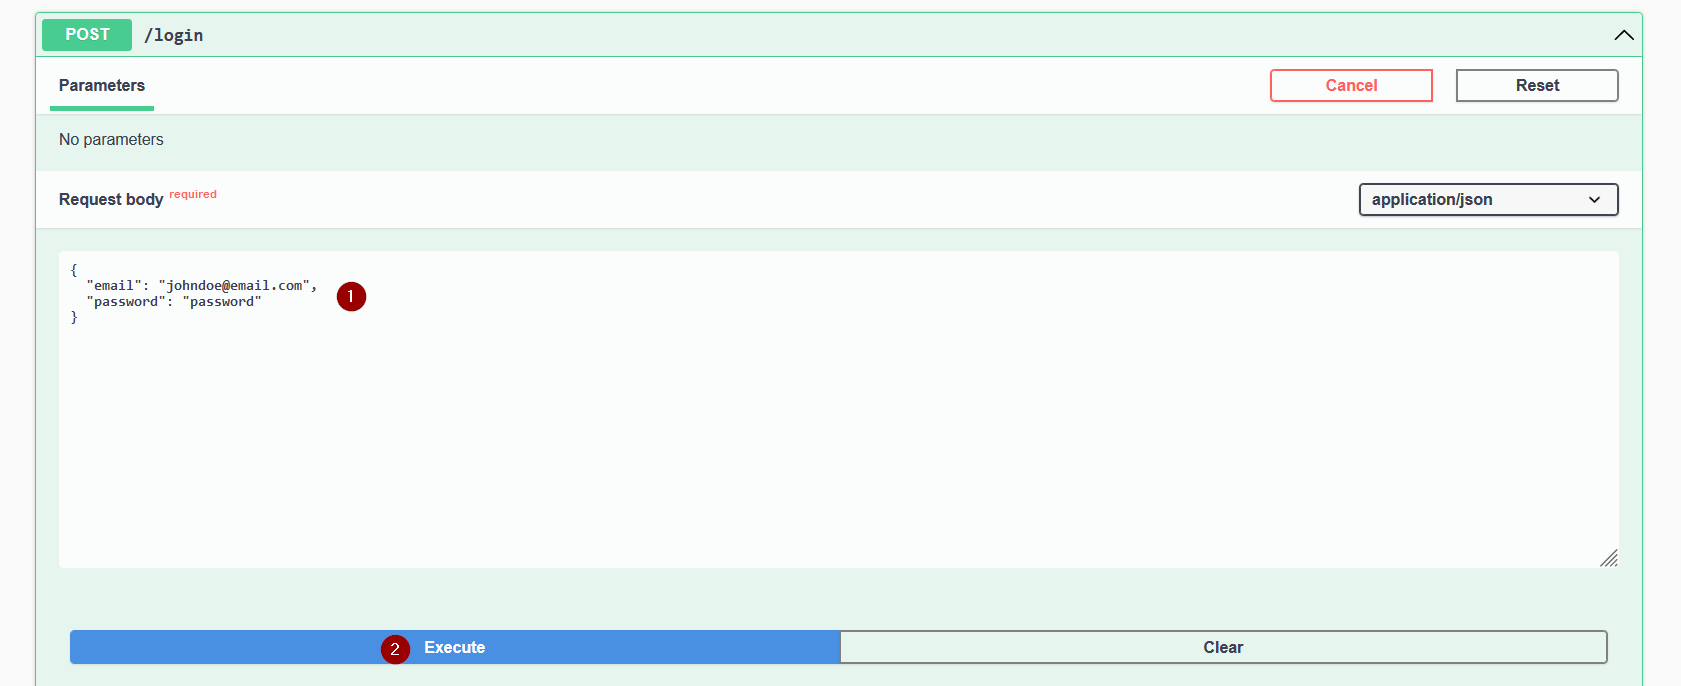 POST /login
Parameters Cancel Reset
No parameters
Request body required application/json
{
  "email": "johndoe@email.com",
1
  "password": "password"
}
2 Execute Clear